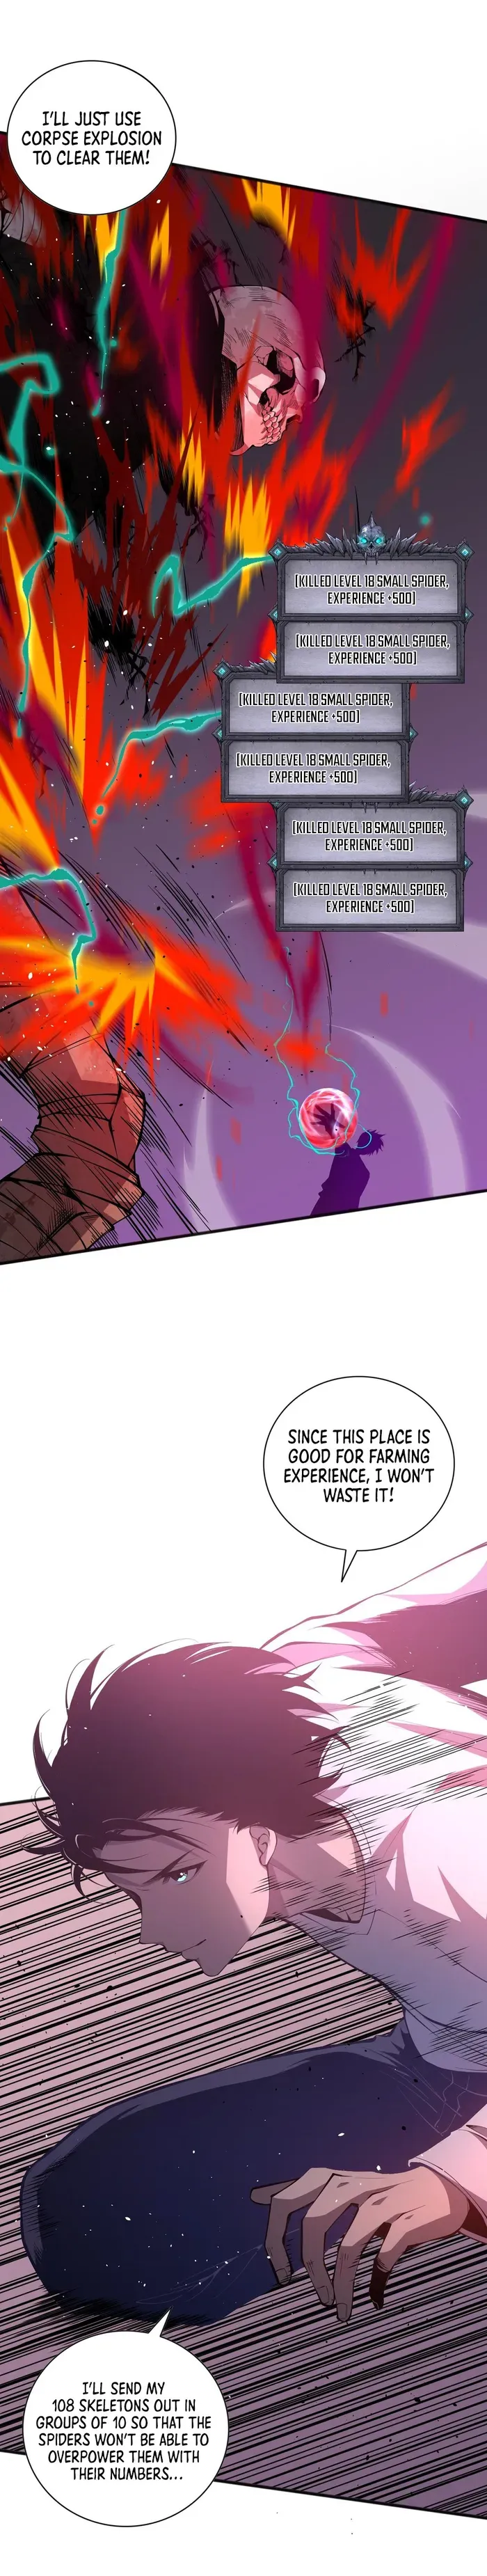 I'LL JUST USE
CORPSE EXPLOSION
TO CLEAR THEM!
[KILLED LEVEL 18 SMALL SPIDER,
EXPERIENCE +500]
[KILLED LEVEL 18 SMALL SPIDER,
EXPERIENCE +500]
[KILLED LEVEL 18 SMALL SPIDER,
EXPERIENCE +500]
[KILLED LEVEL 18 SMALL SPIDER,
EXPERIENCE +500]
[KILLED LEVEL 18 SMALL SPIDER,
EXPERIENCE +500]
[KILLED LEVEL 18 SMALL SPIDER,
EXPERIENCE +500]
SINCE THIS PLACE IS
GOOD FOR FARMING
EXPERIENCE, I WON'T
WASTE IT!
I'LL SEND MY
108 SKELETONS OUT IN
GROUPS OF 10 SO THAT THE
SPIDERS WON'T BE ABLE TO
OVERPOWER THEM WITH
THEIR NUMBERS...